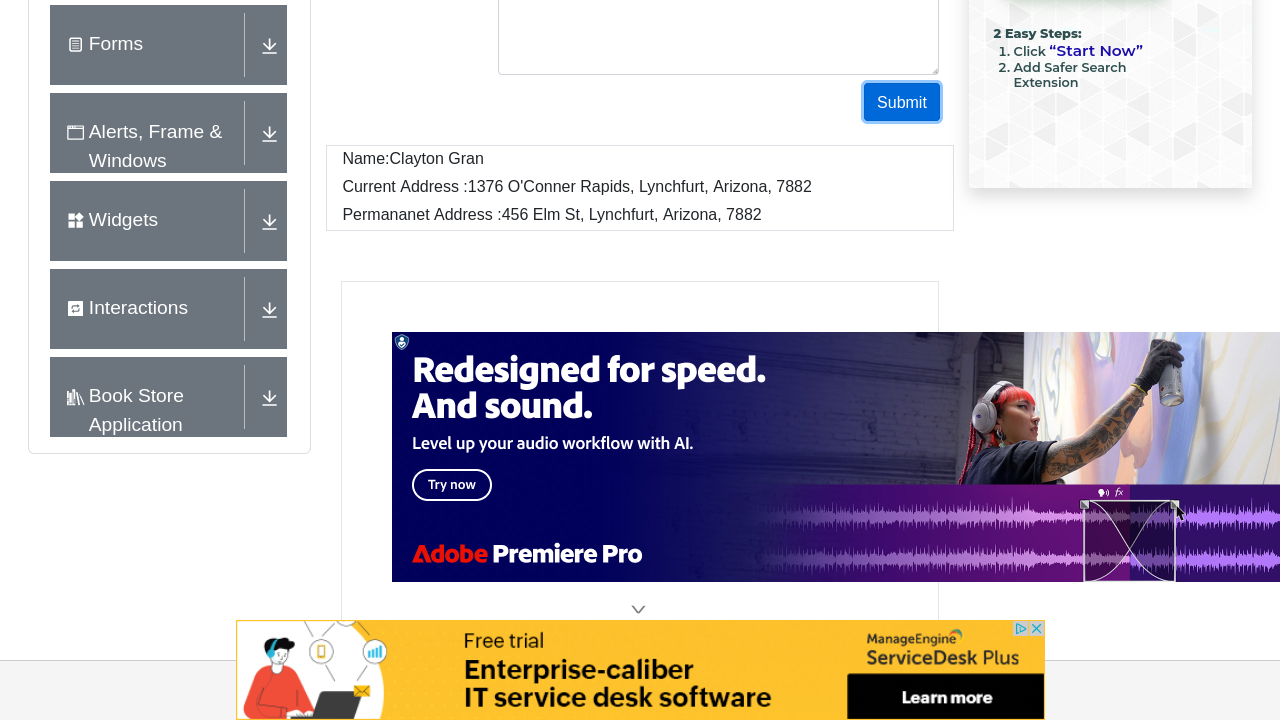 Forms
Alerts, Frame &
Windows
Widgets
Interactions
Book Store
Application
Submit
Name:Clayton Gran
Current Address :1376 O'Conner Rapids, Lynchfurt, Arizona, 7882
Permananet Address :456 Elm St, Lynchfurt, Arizona, 7882
2 Easy Steps:
1. Click “Start Now”
2. Add Safer Search
Extension
Redesigned for speed.
And sound.
Level up your audio workflow with AI.
Try now
Adobe Premiere Pro
fx
Free trial
Enterprise-caliber
IT service desk software
ManageEngine
ServiceDesk Plus
Learn more